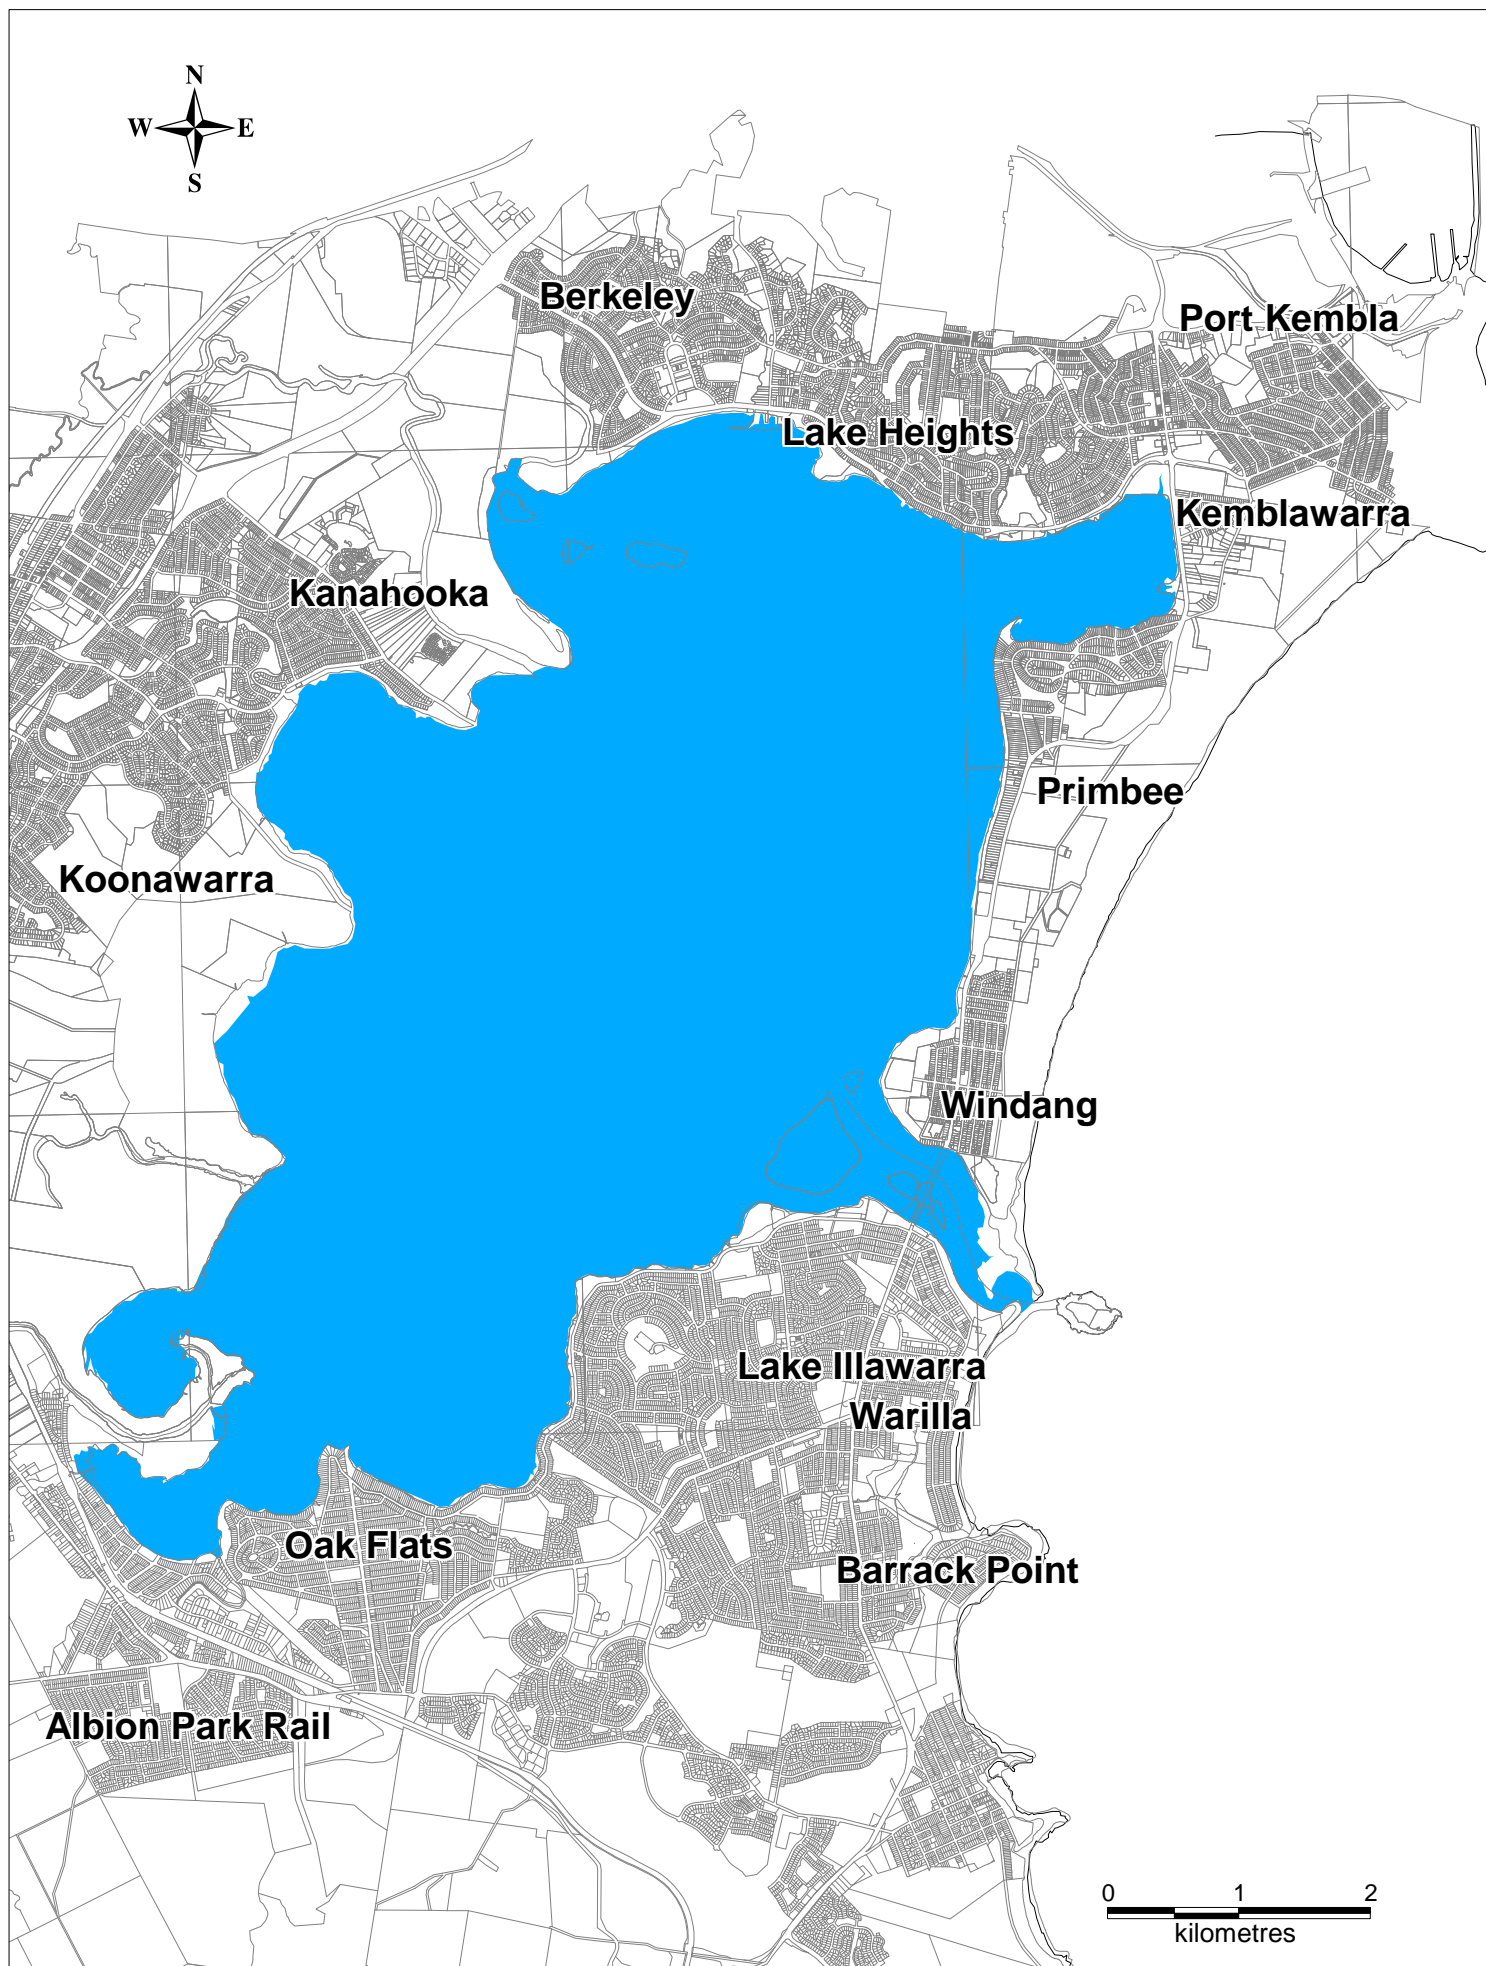 N
W E
S
Berkeley
Port Kembla
Lake Heights
Kemblawarra
Kanahooka
Primbee
Koonawarra
Windang
Lake Illawarra
Warilla
Oak Flats
Barrack Point
Albion Park Rail
0 1 2
kilometres